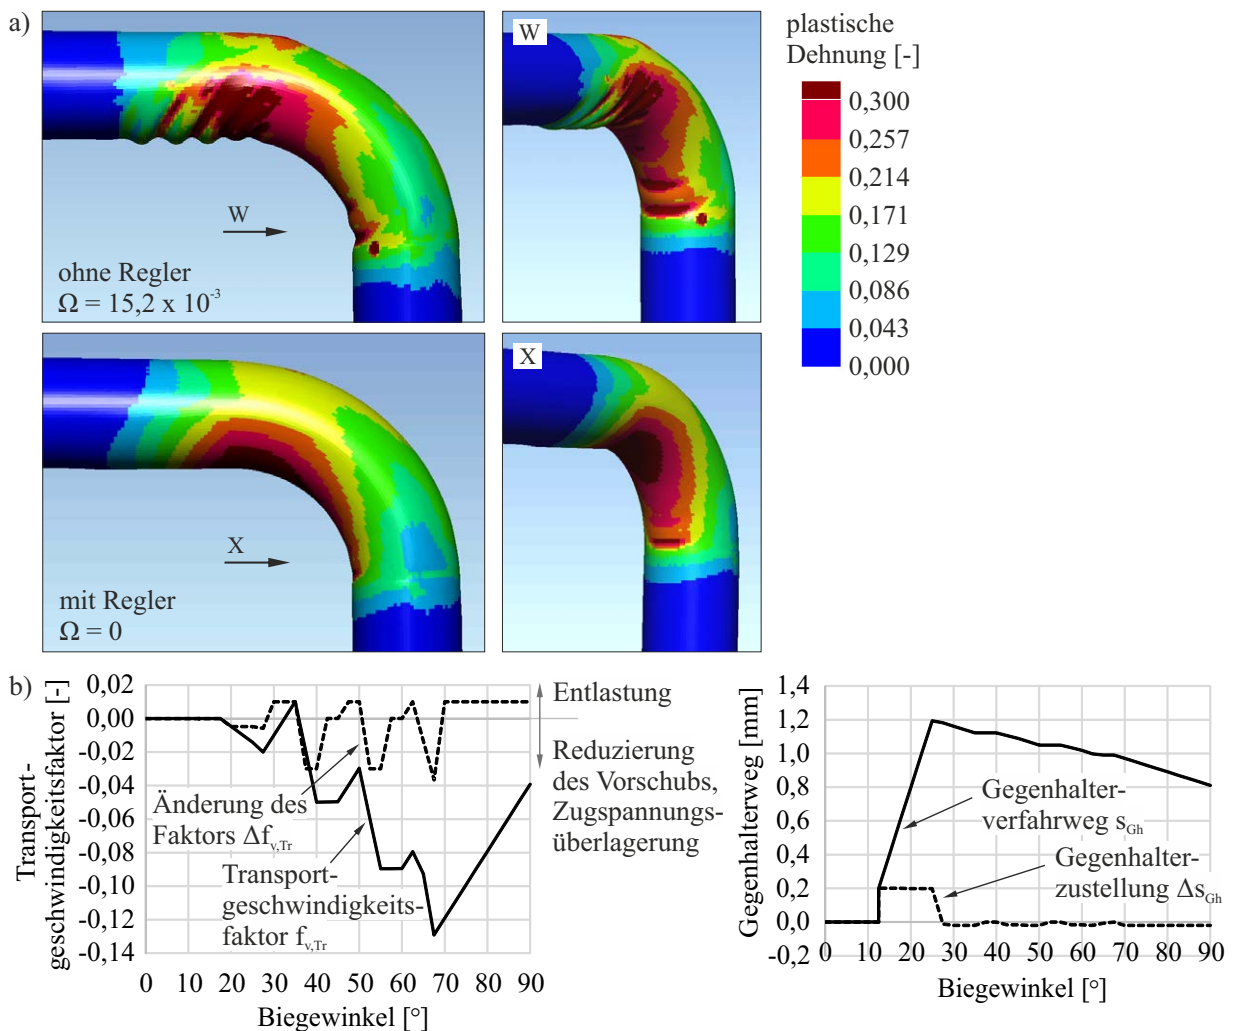 a)
W
plastische
Dehnung [-]
0,300
0,257
0,214
0,171
0,129
0,086
0,043
0,000
W
ohne Regler
Ω = 15,2 x 10⁻³
X
X
mit Regler
Ω = 0
b)
Transport-
geschwindigkeitsfaktor [-]
0,02
0,00
-0,02
-0,04
-0,06
-0,08
-0,10
-0,12
-0,14
0 10 20 30 40 50 60 70 80 90
Biegewinkel [°]
Änderung des
Faktors Δf_v,Tr
Transport-
geschwindigkeits-
faktor f_v,Tr
Entlastung
Reduzierung
des Vorschubs,
Zugspannungs-
überlagerung
Gegenhalterweg [mm]
1,4
1,2
1,0
0,8
0,6
0,4
0,2
0,0
-0,2
0 10 20 30 40 50 60 70 80 90
Biegewinkel [°]
Gegenhalter-
verfahrweg s_Gh
Gegenhalter-
zustellung Δs_Gh